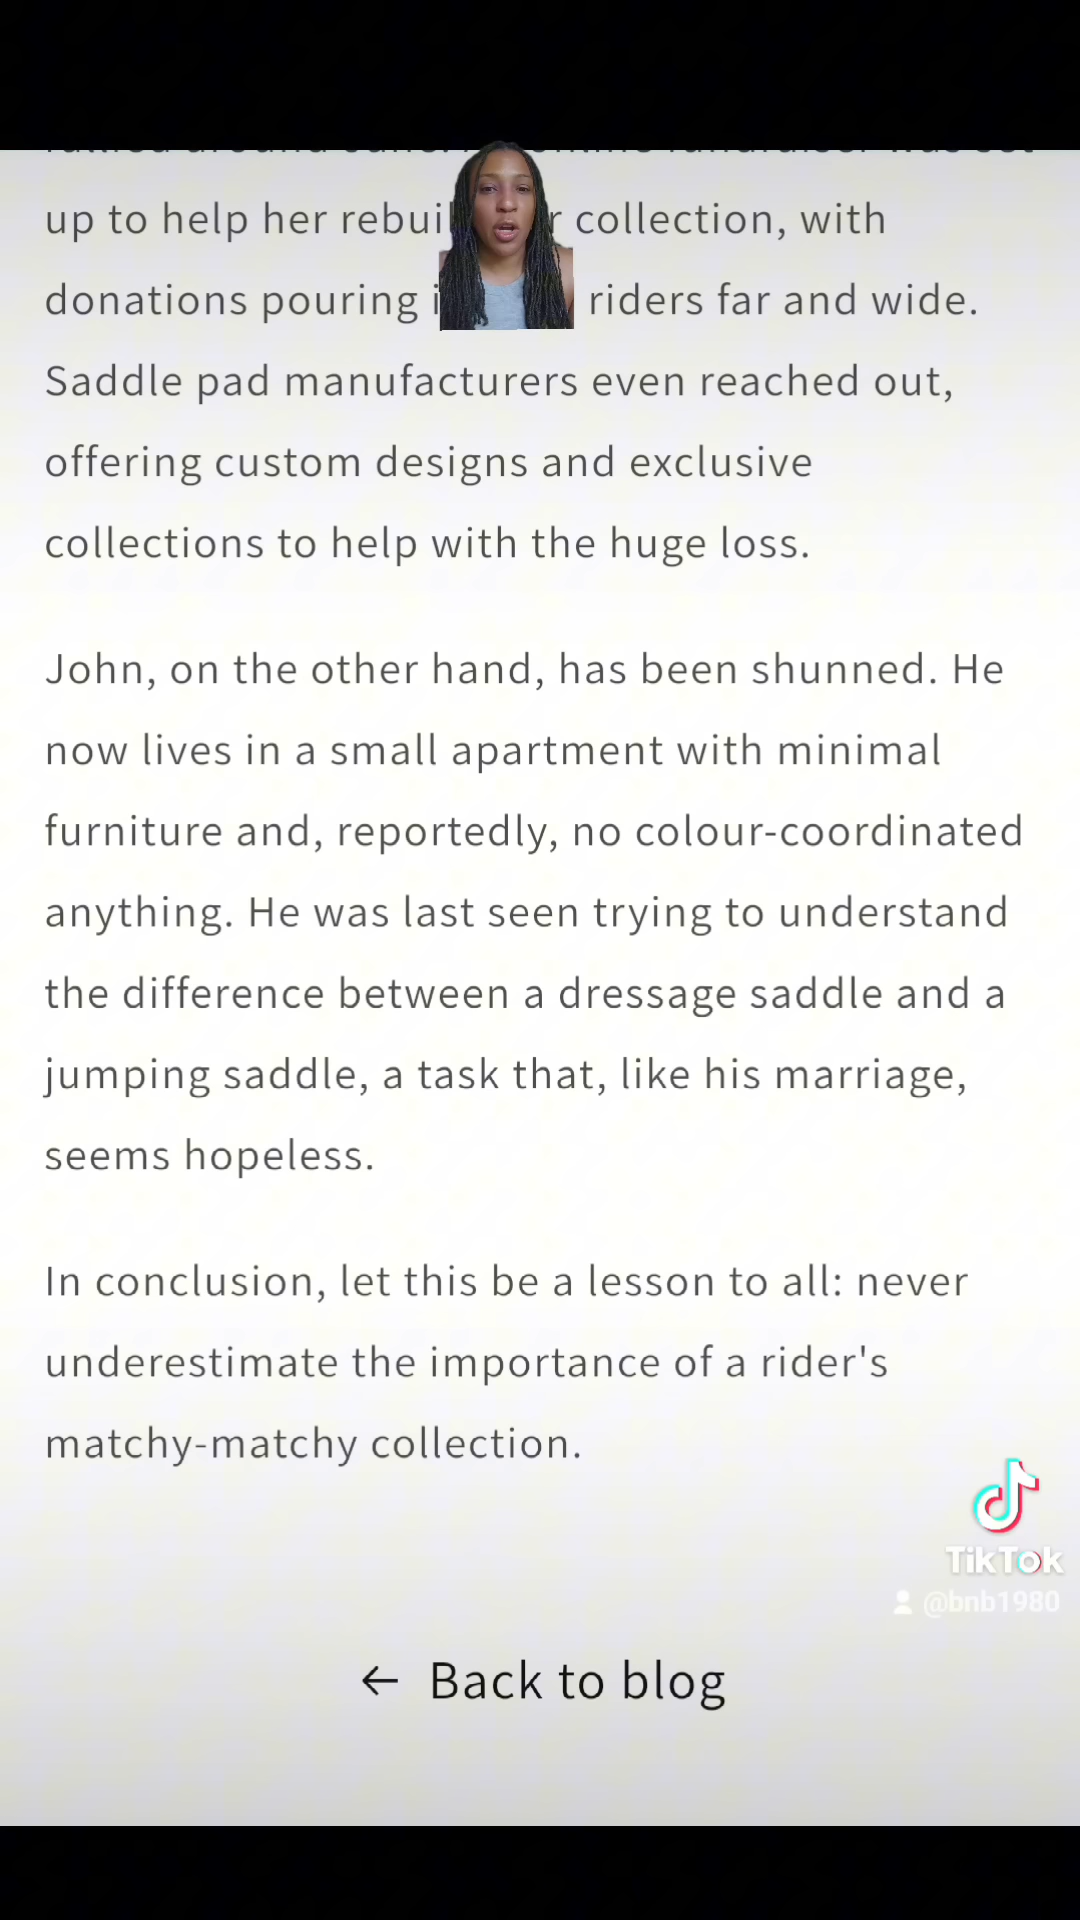 up to help her collection, with
donations pouring riders far and wide.
Saddle pad manufacturers even reached out,
offering custom designs and exclusive
collections to help with the huge loss.
John, on the other hand, has been shunned. He
now lives in a small apartment with minimal
furniture and, reportedly, no colour-coordinated
anything. He was last seen trying to understand
the difference between a dressage saddle and a
jumping saddle, a task that, like his marriage,
seems hopeless.
In conclusion, let this be a lesson to all: never
underestimate the importance of a rider's
matchy-matchy collection.
TikTok
@bnb1980
← Back to blog